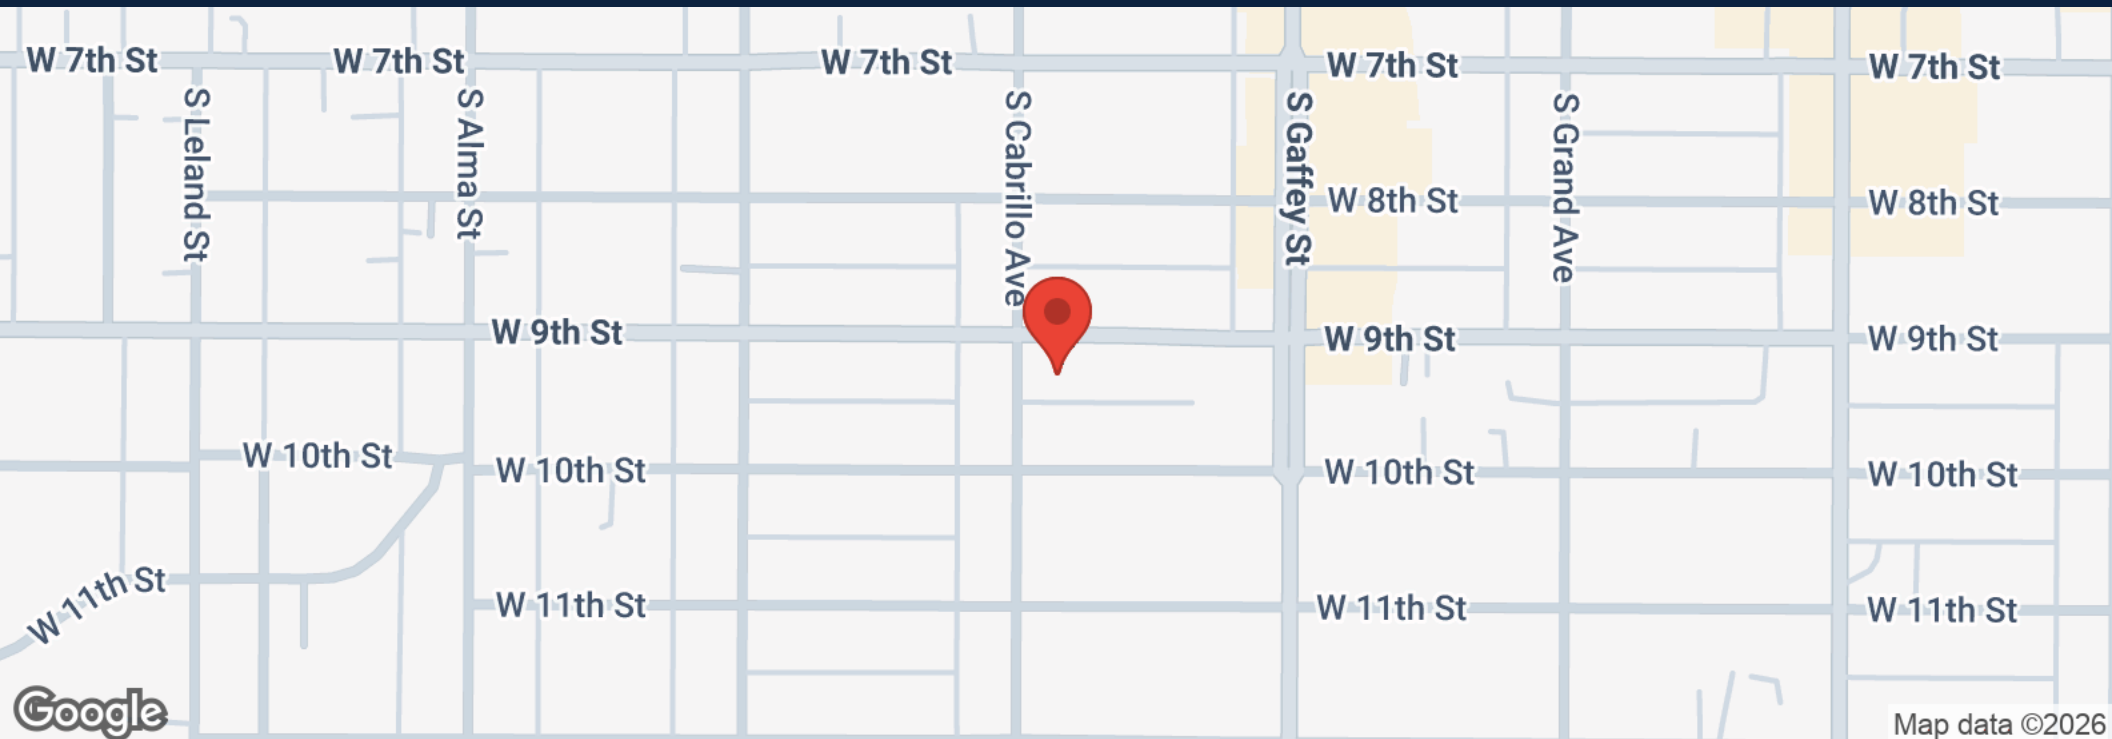 W 7th St
W 7th St
W 7th St
W 7th St
W 7th St
S Leland St
S Alma St
S Cabrillo Ave
S Gaffey St
S Grand Ave
W 8th St
W 8th St
W 9th St
W 9th St
W 9th St
W 10th St
W 10th St
W 10th St
W 10th St
W 11th St
W 11th St
W 11th St
W 11th St
Google
Map data ©2026